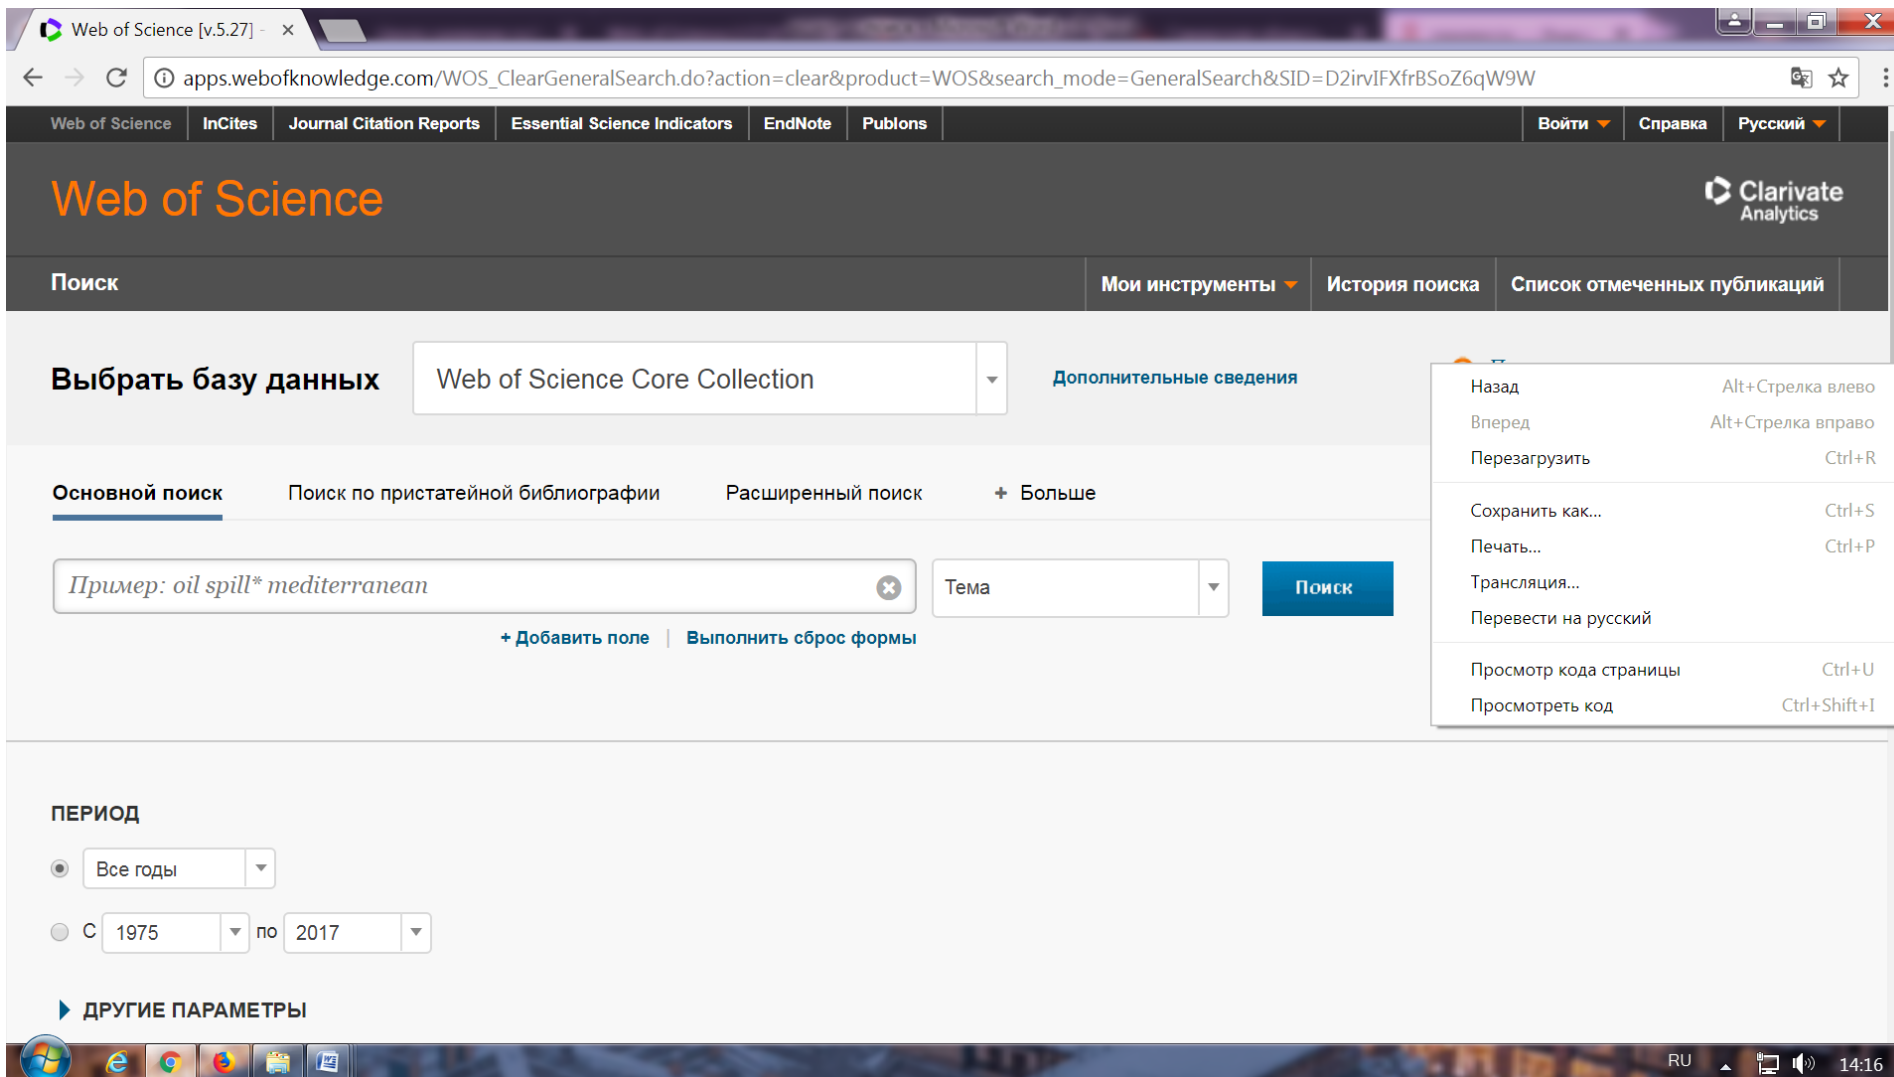 Web of Science [v.5.27] -
apps.webofknowledge.com/WOS_ClearGeneralSearch.do?action=clear&product=WOS&search_mode=GeneralSearch&SID=D2irvIFXfrBSoZ6qW9W
Web of Science InCites Journal Citation Reports Essential Science Indicators EndNote Publons Войти Справка Русский
Web of Science
Clarivate
Analytics
Поиск Мои инструменты История поиска Список отмеченных публикаций
Выбрать базу данных Web of Science Core Collection Дополнительные сведения
Основной поиск Поиск по пристатейной библиографии Расширенный поиск + Больше
Пример: oil spill* mediterranean Тема Поиск
+ Добавить поле Выполнить сброс формы
Назад Alt+Стрелка влево
Вперед Alt+Стрелка вправо
Перезагрузить Ctrl+R
Сохранить как... Ctrl+S
Печать... Ctrl+P
Трансляция...
Перевести на русский
Просмотр кода страницы Ctrl+U
Просмотреть код Ctrl+Shift+I
ПЕРИОД
Все годы
С 1975 по 2017
ДРУГИЕ ПАРАМЕТРЫ
RU 14:16